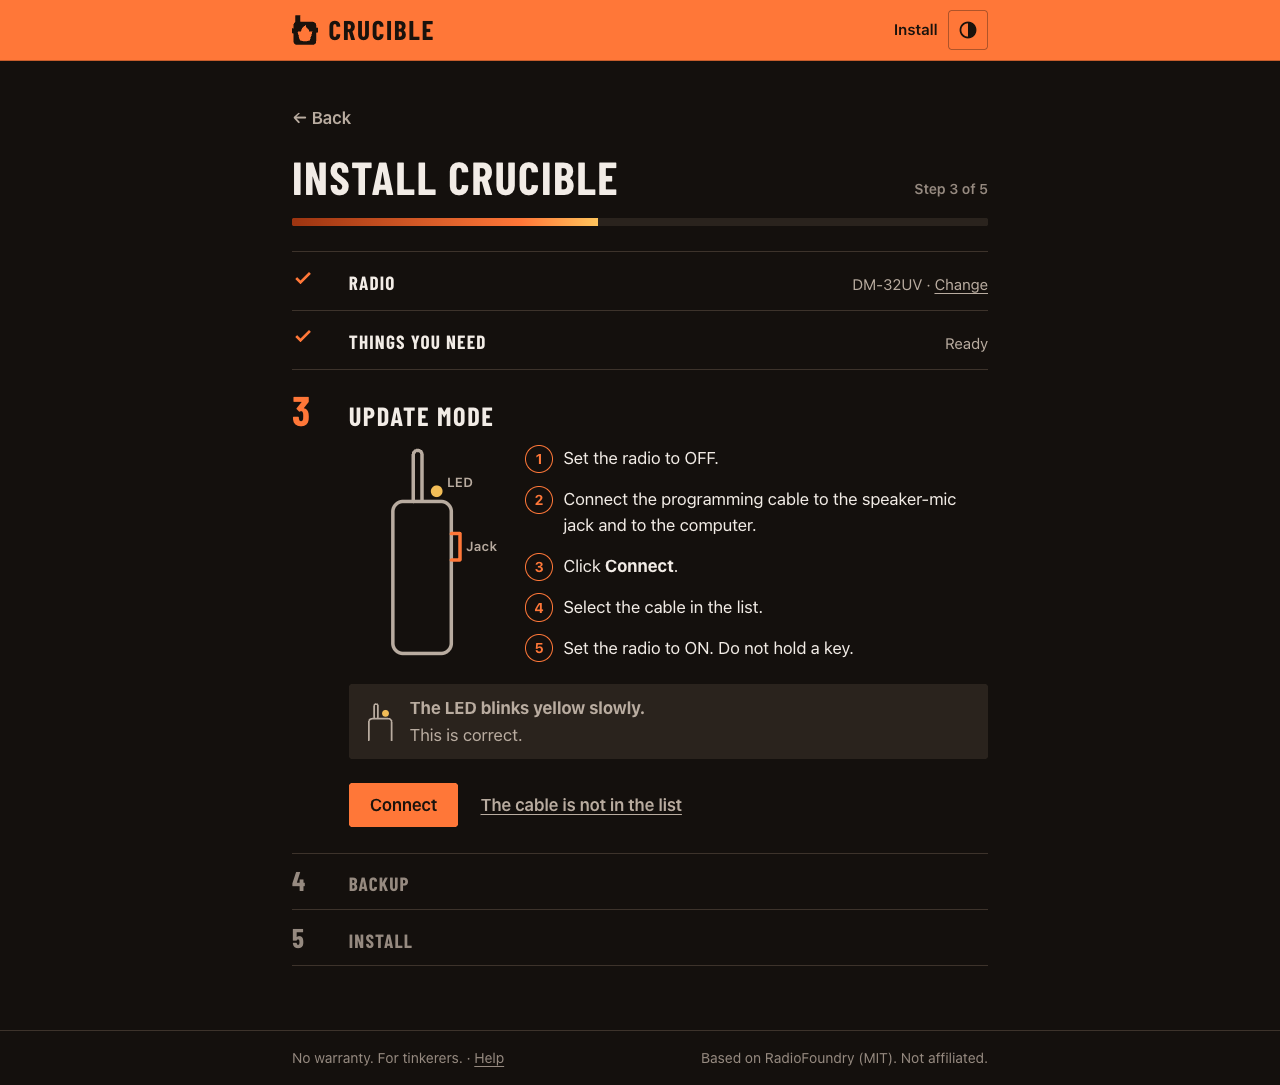 CRUCIBLE
Install
← Back
INSTALL CRUCIBLE
Step 3 of 5
RADIO
DM-32UV · Change
THINGS YOU NEED
Ready
3
UPDATE MODE
LED
Jack
1 Set the radio to OFF.
2 Connect the programming cable to the speaker-mic
jack and to the computer.
3 Click Connect.
4 Select the cable in the list.
5 Set the radio to ON. Do not hold a key.
The LED blinks yellow slowly.
This is correct.
Connect
The cable is not in the list
4
BACKUP
5
INSTALL
No warranty. For tinkerers. · Help
Based on RadioFoundry (MIT). Not affiliated.